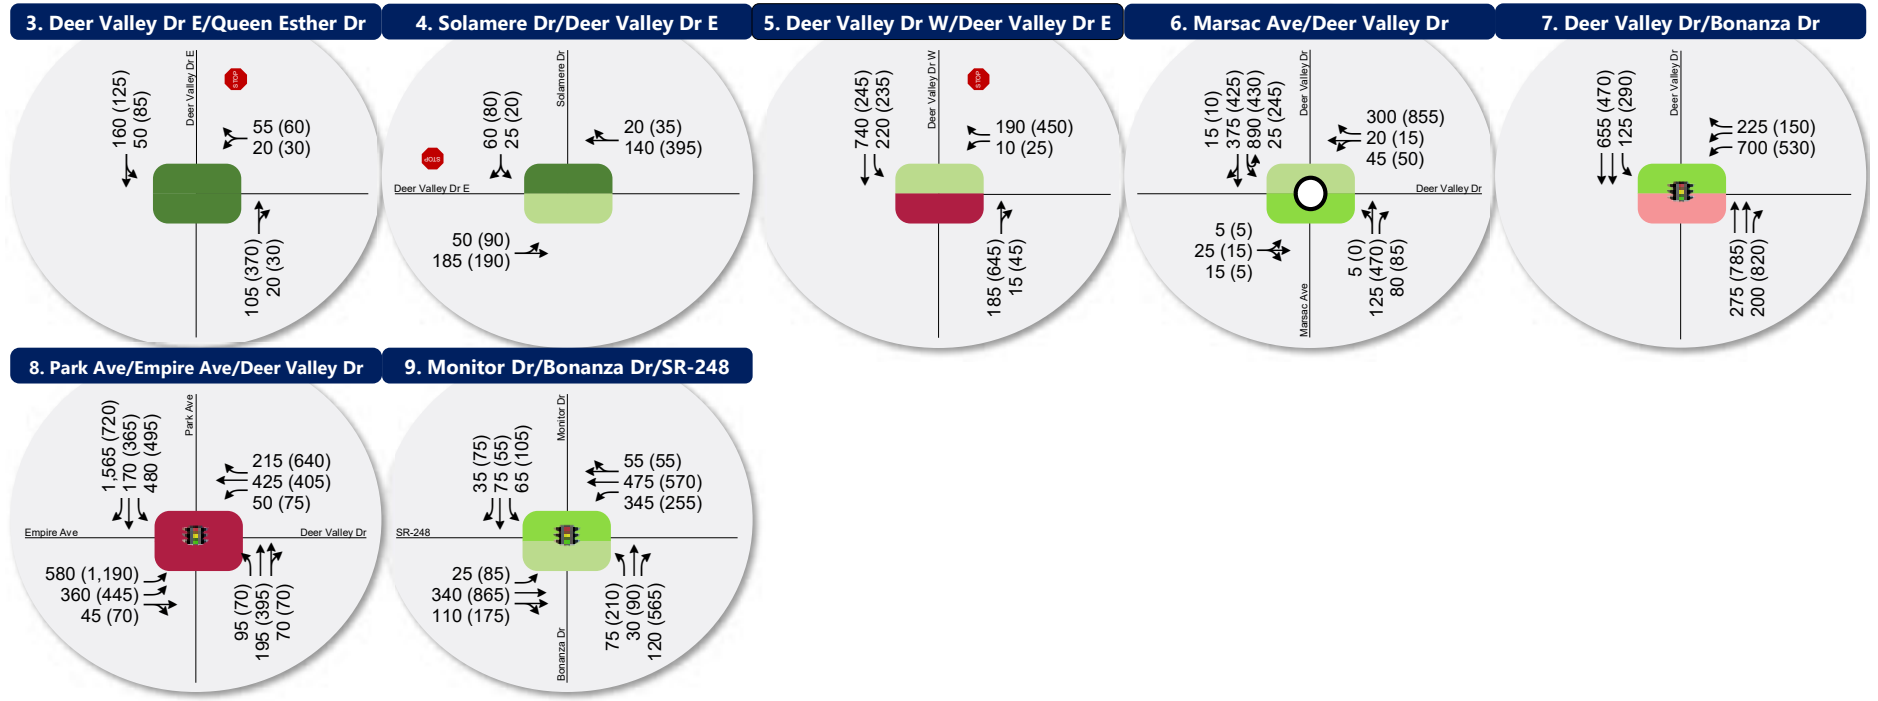 3. Deer Valley Dr E/Queen Esther Dr
160 (125)
50 (85)
Deer Valley Dr E
STOP
55 (60)
20 (30)
105 (370)
20 (30)
4. Solamere Dr/Deer Valley Dr E
STOP
60 (80)
25 (20)
Solamere Dr
20 (35)
140 (395)
Deer Valley Dr E
50 (90)
185 (190)
5. Deer Valley Dr W/Deer Valley Dr E
740 (245)
220 (235)
Deer Valley Dr W
STOP
190 (450)
10 (25)
185 (645)
15 (45)
6. Marsac Ave/Deer Valley Dr
15 (10)
375 (425)
890 (430)
25 (245)
Deer Valley Dr
300 (855)
20 (15)
45 (50)
Deer Valley Dr
5 (5)
25 (15)
15 (5)
Marsac Ave
5 (0)
125 (470)
80 (85)
7. Deer Valley Dr/Bonanza Dr
655 (470)
125 (290)
Deer Valley Dr
225 (150)
700 (530)
275 (785)
200 (820)
8. Park Ave/Empire Ave/Deer Valley Dr
1,565 (720)
170 (365)
480 (495)
Park Ave
215 (640)
425 (405)
50 (75)
Empire Ave
Deer Valley Dr
580 (1,190)
360 (445)
45 (70)
95 (70)
195 (395)
70 (70)
9. Monitor Dr/Bonanza Dr/SR-248
35 (75)
75 (55)
65 (105)
Monitor Dr
55 (55)
475 (570)
345 (255)
SR-248
25 (85)
340 (865)
110 (175)
Bonanza Dr
75 (210)
30 (90)
120 (565)